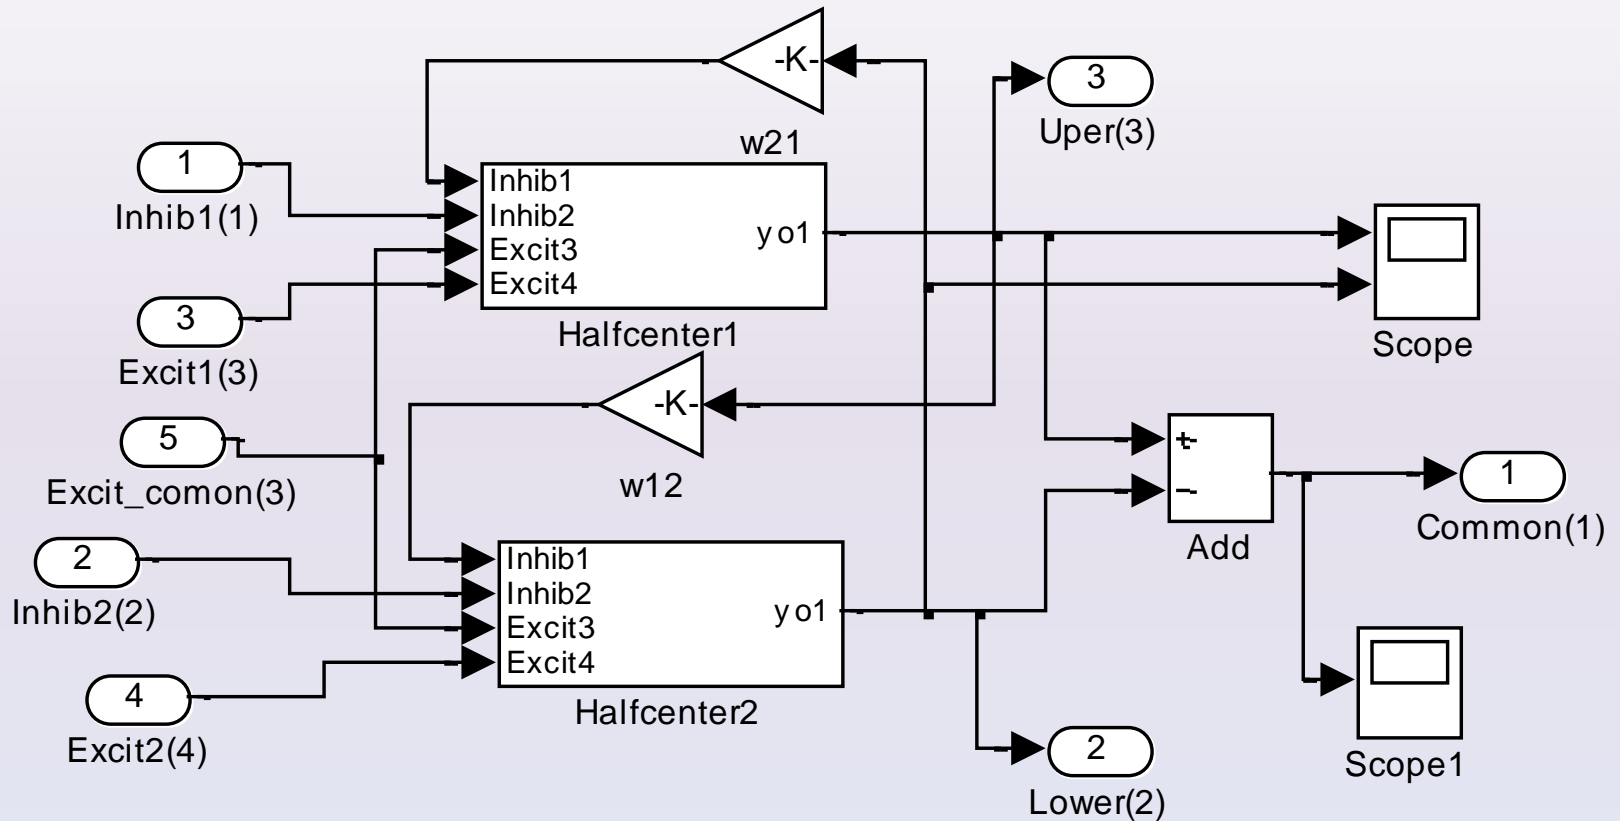 -K-
w21
3
Uper(3)
1
Inhib1(1)
Inhib1
Inhib2
Excit3
Excit4
yo1
Halfcenter1
3
Excit1(3)
Scope
5
Excit_comon(3)
-K-
w12
+
−
Add
1
Common(1)
2
Inhib2(2)
Inhib1
Inhib2
Excit3
Excit4
yo1
Halfcenter2
4
Excit2(4)
2
Lower(2)
Scope1